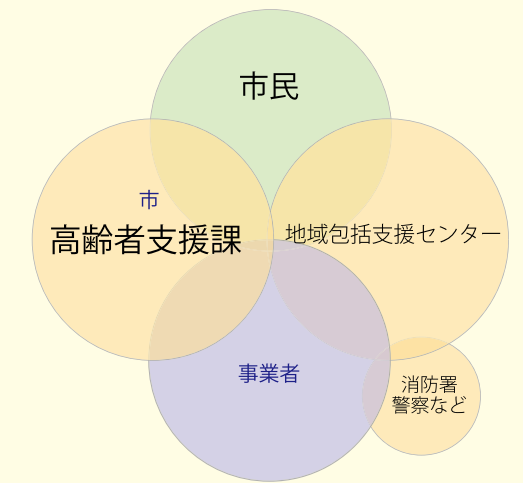 市民
市
高齢者支援課
地域包括支援センター
事業者
消防署
警察など